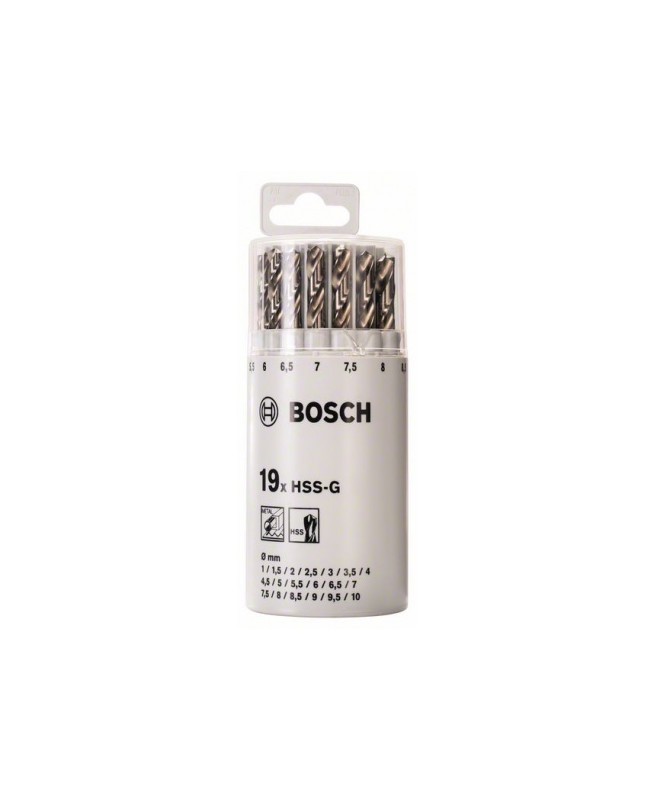 5,5 6 6,5 7 7,5 8
BOSCH
19x HSS-G
METAL
HSS
Ø mm
1 / 1,5 / 2 / 2,5 / 3 / 3,5 / 4
4,5 / 5 / 5,5 / 6 / 6,5 / 7
7,5 / 8 / 8,5 / 9 / 9,5 / 10